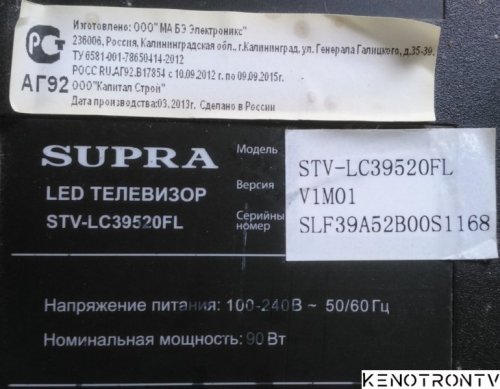 Изготовлено: ООО "МА БЭ Электроникс"
236006, Россия, Калининградская обл., г.Калининград, ул. Генерала Галицкого, д.35-39.
ТУ 6581-001-78650414-2012
РОСС RU.АГ92.В17854 с 10.09.2012г. по 09.09.2015г.
ООО"Капитал Строй"
Дата производства:03. 2013г. Сделано в России
АГ92
SUPRA
LED ТЕЛЕВИЗОР
STV-LC39520FL
Модель
STV-LC39520FL
Версия
V1M01
Серийный номер
SLF39A52B00S1168
Напряжение питания: 100-240В ~ 50/60 Гц
Номинальная мощность: 90 Вт
KENOTRONTV